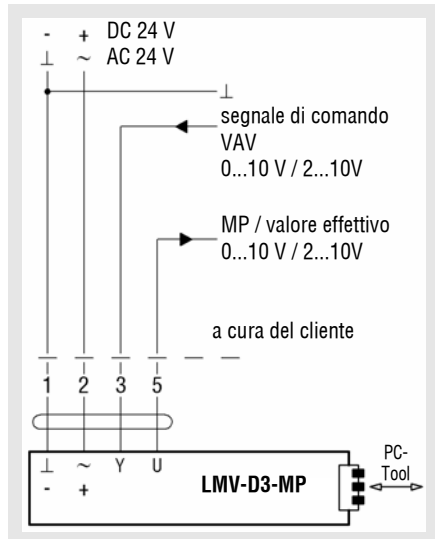 - + DC 24 V
⊥ ~ AC 24 V
⊥
segnale di comando
VAV
0...10 V / 2...10V
MP / valore effettivo
0...10 V / 2...10V
a cura del cliente
1 2 3 5
⊥ ~ Y U
- +
LMV-D3-MP
PC-
Tool